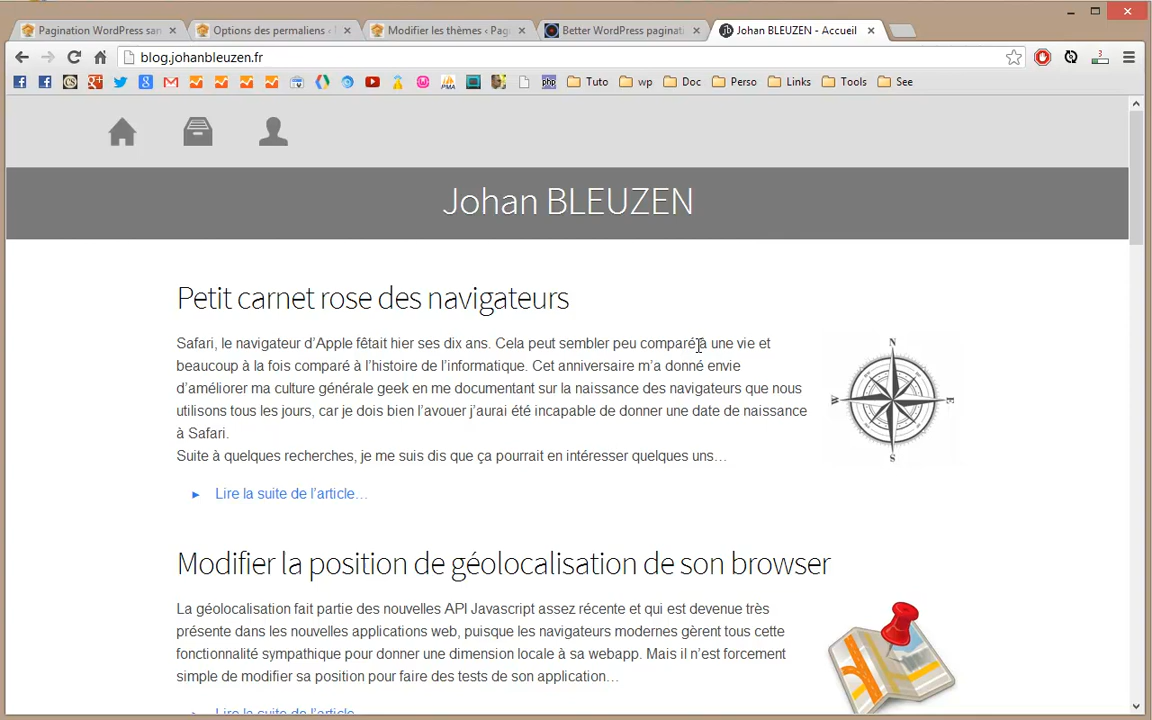 Pagination WordPress san
Options des permaliens ‹
Modifier les thèmes ‹ Pag
Better WordPress paginati
Johan BLEUZEN - Accueil
blog.johanbleuzen.fr
3
PMA
php
Tuto
wp
Doc
Perso
Links
Tools
See
Johan BLEUZEN
Petit carnet rose des navigateurs
Safari, le navigateur d'Apple fêtait hier ses dix ans. Cela peut sembler peu comparé à une vie et
beaucoup à la fois comparé à l'histoire de l'informatique. Cet anniversaire m'a donné envie
d'améliorer ma culture générale geek en me documentant sur la naissance des navigateurs que nous
utilisons tous les jours, car je dois bien l'avouer j'aurai été incapable de donner une date de naissance
à Safari.
Suite à quelques recherches, je me suis dis que ça pourrait en intéresser quelques uns…
N
W
E
S
► Lire la suite de l'article…
Modifier la position de géolocalisation de son browser
La géolocalisation fait partie des nouvelles API Javascript assez récente et qui est devenue très
présente dans les nouvelles applications web, puisque les navigateurs modernes gèrent tous cette
fonctionnalité sympathique pour donner une dimension locale à sa webapp. Mais il n'est forcement
simple de modifier sa position pour faire des tests de son application…
Lire la suite de l'article…